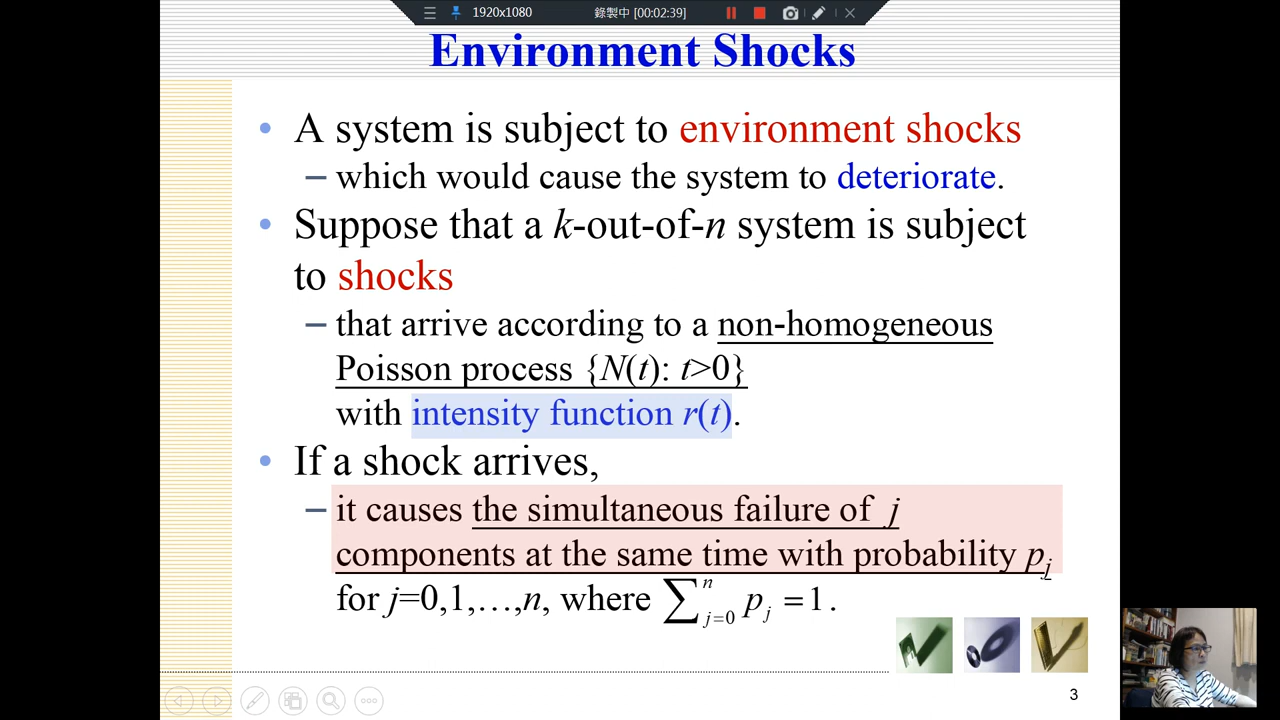 1920x1080 錄製中 [00:02:39]
Environment Shocks
• A system is subject to environment shocks
– which would cause the system to deteriorate.
• Suppose that a k-out-of-n system is subject
to shocks
– that arrive according to a non-homogeneous
Poisson process {N(t): t>0}
with intensity function r(t).
• If a shock arrives,
– it causes the simultaneous failure of j
components at the same time with probability pⱼ
for j=0,1,…,n, where ∑ⁿⱼ₌₀ pⱼ =1.
3